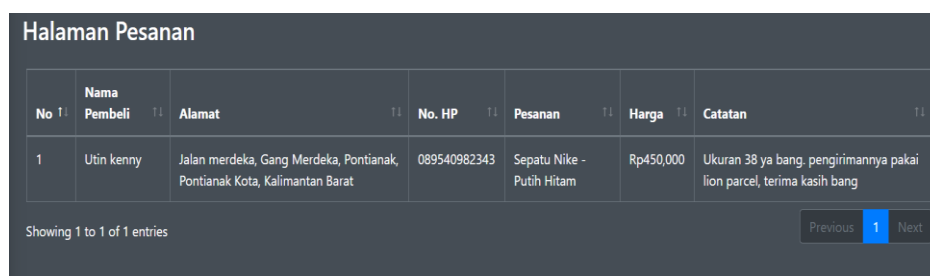 Halaman Pesanan
No Nama Pembeli Alamat No. HP Pesanan Harga Catatan
1 Utin kenny Jalan merdeka, Gang Merdeka, Pontianak, 089540982343 Sepatu Nike - Rp450,000 Ukuran 38 ya bang. pengirimannya pakai
Pontianak Kota, Kalimantan Barat Putih Hitam lion parcel, terima kasih bang
Showing 1 to 1 of 1 entries Previous 1 Next